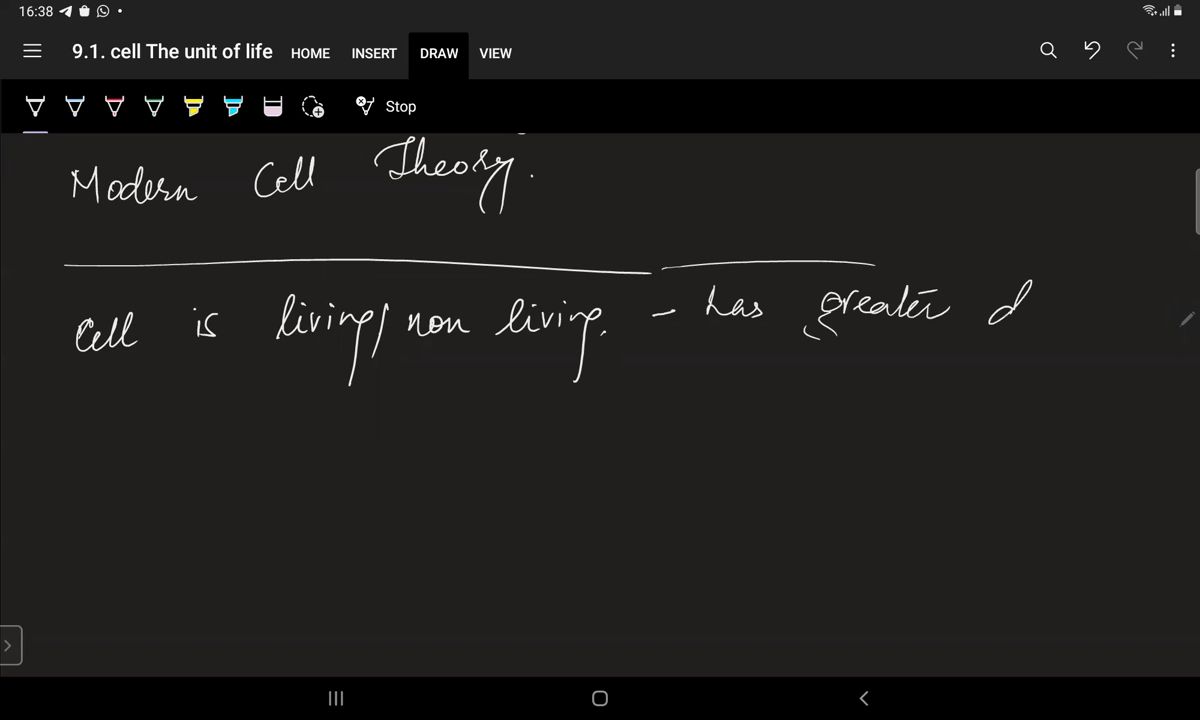 16:38
9.1. cell The unit of life HOME INSERT DRAW VIEW
Stop
Modern Cell Theory.
Cell is living/ non living. - has greater d